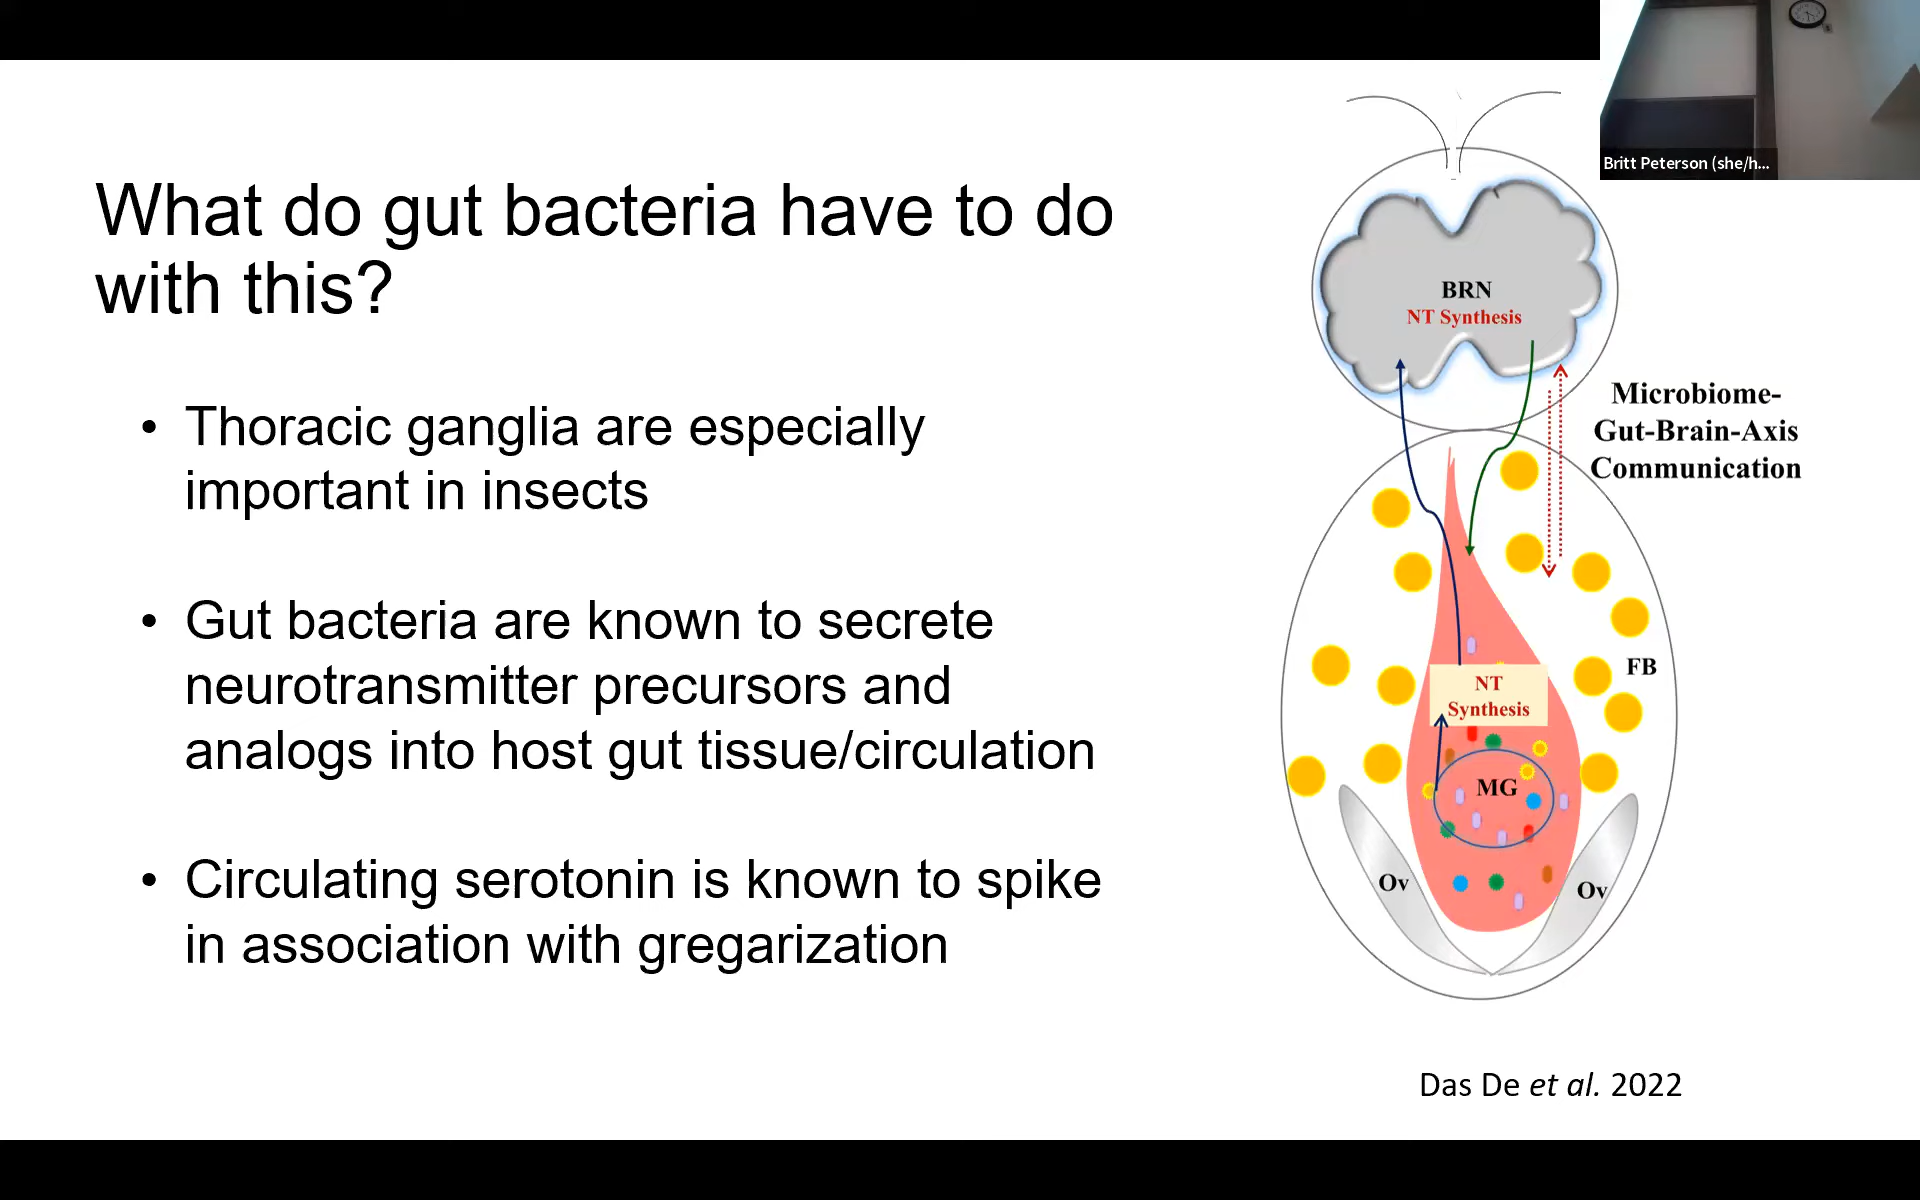 Britt Peterson (she/h...
What do gut bacteria have to do
with this?
• Thoracic ganglia are especially
important in insects
• Gut bacteria are known to secrete
neurotransmitter precursors and
analogs into host gut tissue/circulation
• Circulating serotonin is known to spike
in association with gregarization
BRN
NT Synthesis
Microbiome-
Gut-Brain-Axis
Communication
FB
NT
Synthesis
MG
Ov
Ov
Das De et al. 2022